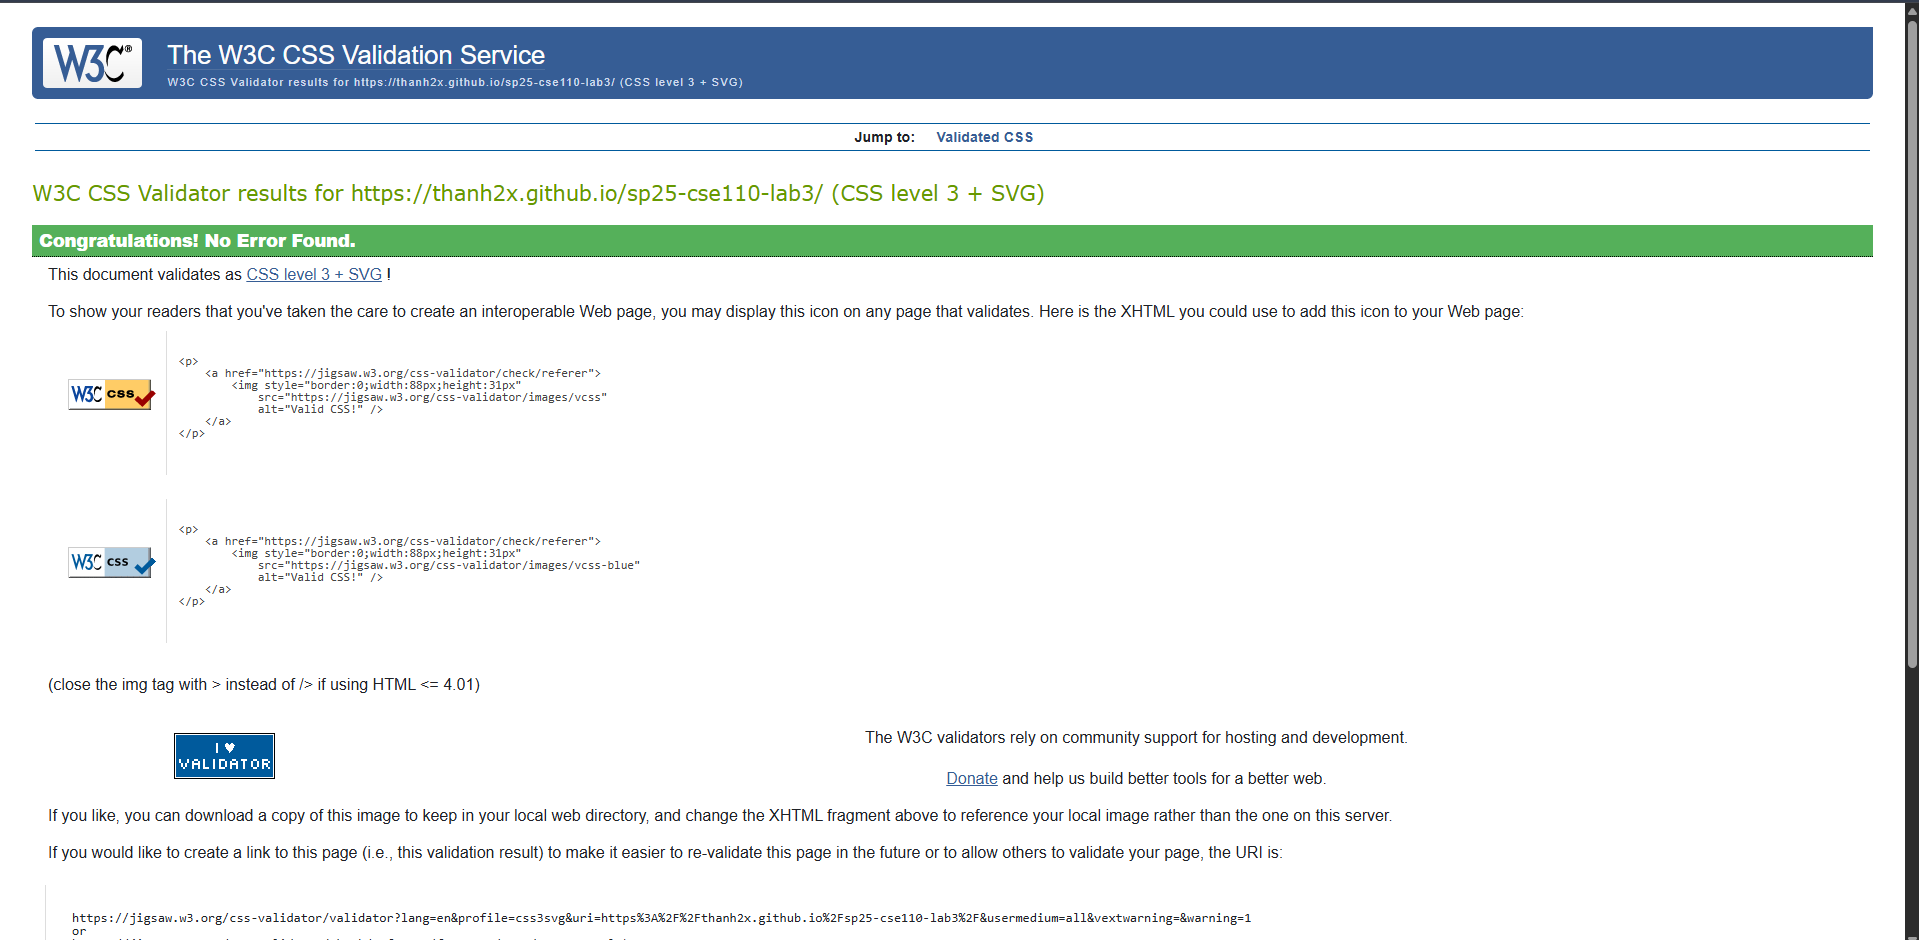 W3C®
The W3C CSS Validation Service
W3C CSS Validator results for https://thanh2x.github.io/sp25-cse110-lab3/ (CSS level 3 + SVG)
Jump to: Validated CSS
W3C CSS Validator results for https://thanh2x.github.io/sp25-cse110-lab3/ (CSS level 3 + SVG)
Congratulations! No Error Found.
This document validates as CSS level 3 + SVG !
To show your readers that you've taken the care to create an interoperable Web page, you may display this icon on any page that validates. Here is the XHTML you could use to add this icon to your Web page:
W3C css
<p>
<a href="https://jigsaw.w3.org/css-validator/check/referer">
<img style="border:0;width:88px;height:31px"
src="https://jigsaw.w3.org/css-validator/images/vcss"
alt="Valid CSS!" />
</a>
</p>
W3C css
<p>
<a href="https://jigsaw.w3.org/css-validator/check/referer">
<img style="border:0;width:88px;height:31px"
src="https://jigsaw.w3.org/css-validator/images/vcss-blue"
alt="Valid CSS!" />
</a>
</p>
(close the img tag with > instead of /> if using HTML <= 4.01)
I ♥
VALIDATOR
The W3C validators rely on community support for hosting and development.
Donate and help us build better tools for a better web.
If you like, you can download a copy of this image to keep in your local web directory, and change the XHTML fragment above to reference your local image rather than the one on this server.
If you would like to create a link to this page (i.e., this validation result) to make it easier to re-validate this page in the future or to allow others to validate your page, the URI is:
https://jigsaw.w3.org/css-validator/validator?lang=en&profile=css3svg&uri=https%3A%2F%2Fthanh2x.github.io%2Fsp25-cse110-lab3%2F&usermedium=all&vextwarning=&warning=1
or